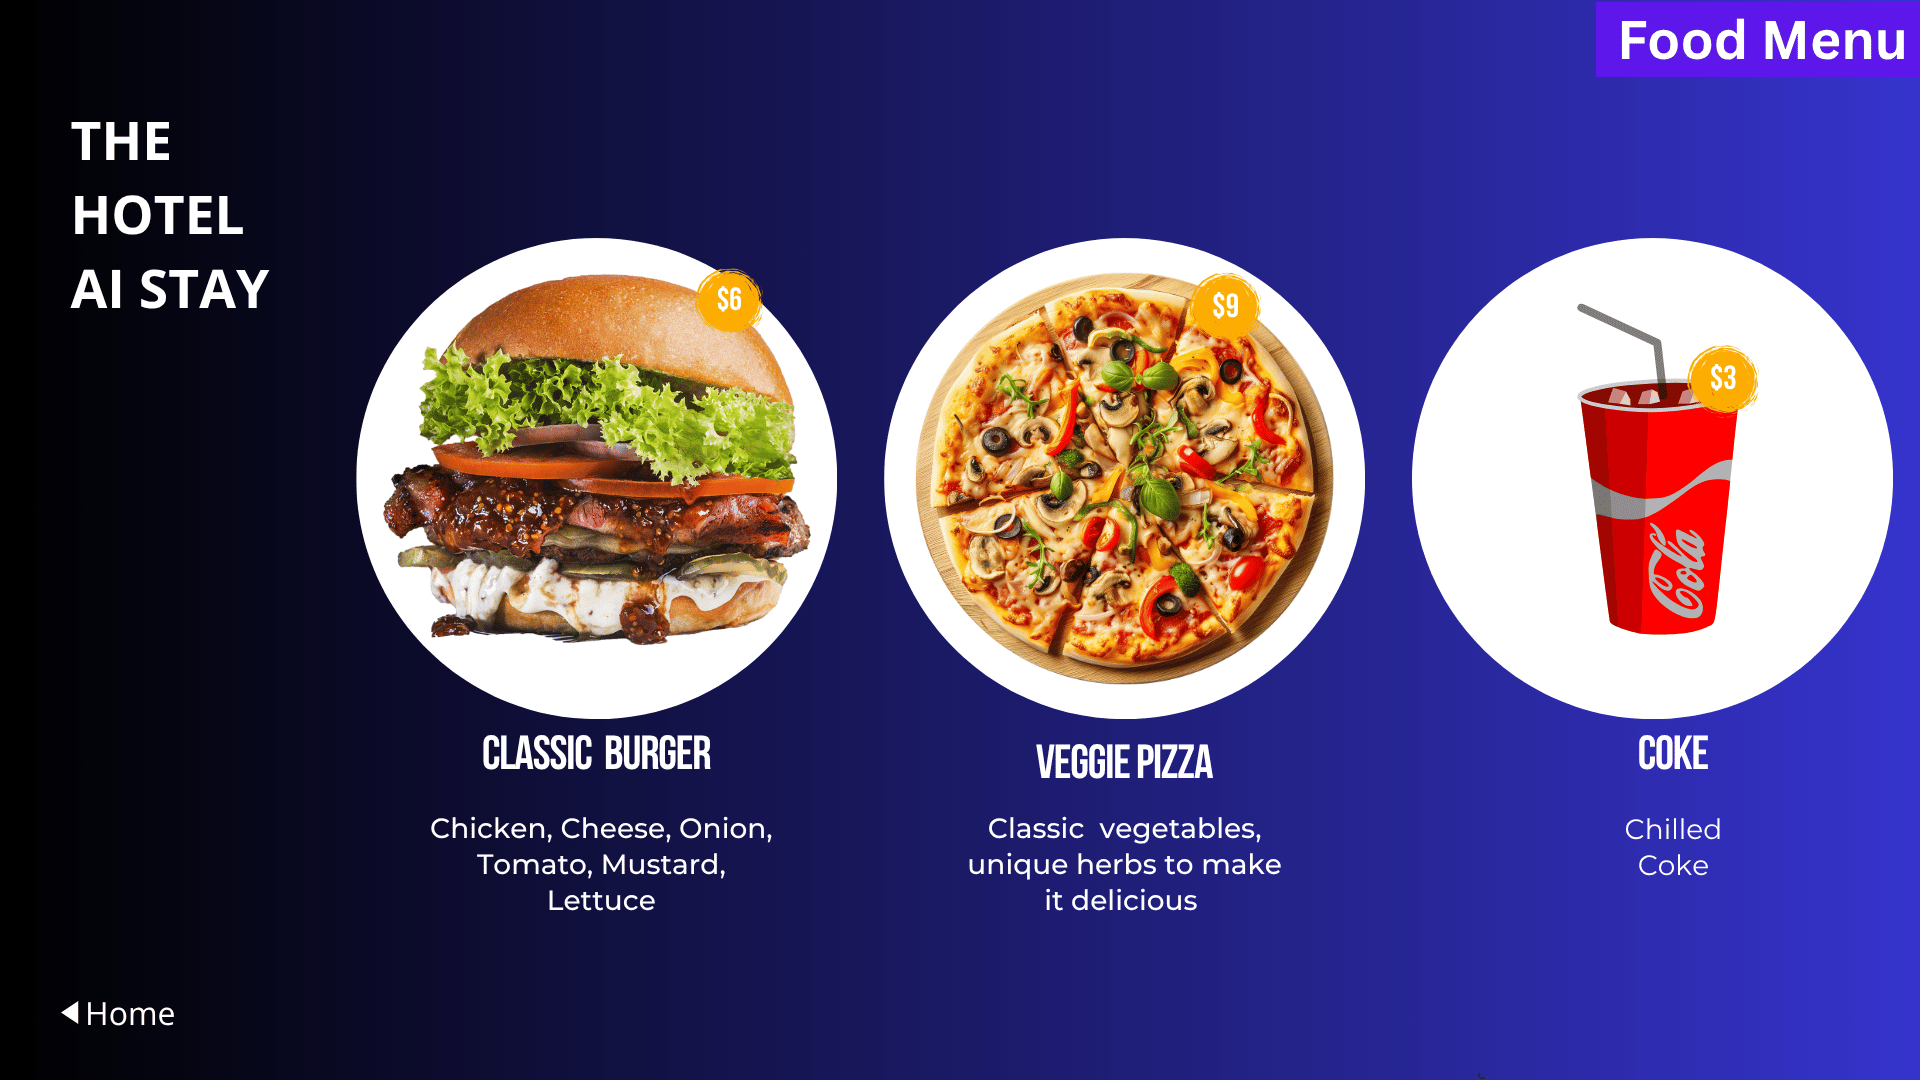 Food Menu
THE
HOTEL
AI STAY
$6
$9
$3
Cola
CLASSIC BURGER
Chicken, Cheese, Onion,
Tomato, Mustard,
Lettuce
VEGGIE PIZZA
Classic vegetables,
unique herbs to make
it delicious
COKE
Chilled
Coke
Home